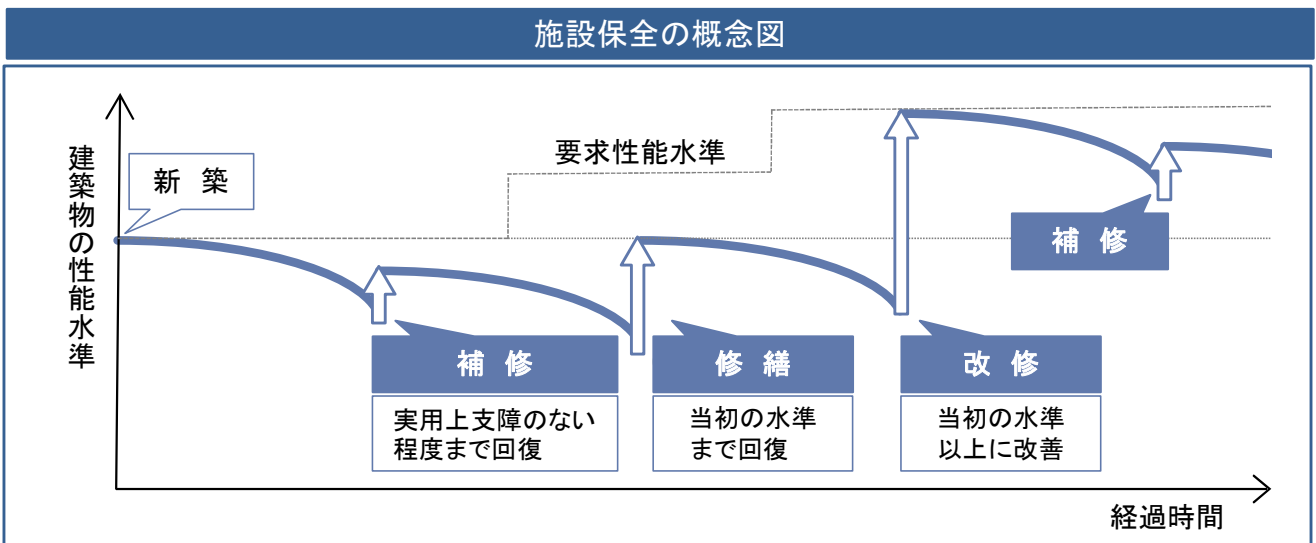 施設保全の概念図
建築物の性能水準
新 築
要求性能水準
補 修
補 修
実用上支障のない
程度まで回復
修 繕
当初の水準
まで回復
改 修
当初の水準
以上に改善
経過時間